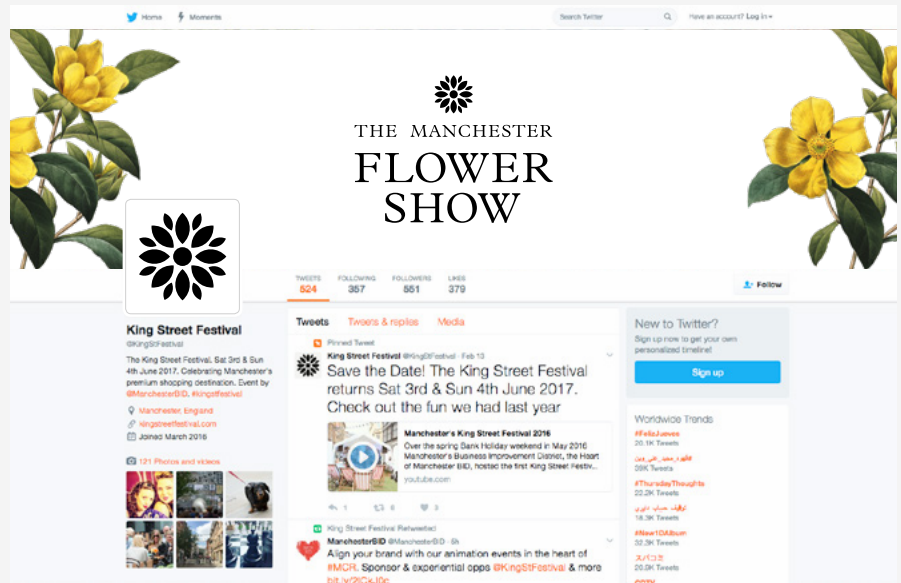 Home
Moments
Search Twitter
Have an account? Log in
THE MANCHESTER
FLOWER
SHOW
TWEETS
524
FOLLOWING
357
FOLLOWERS
551
LIKES
379
Follow
King Street Festival
@KingStFestival
The King Street Festival, Sat 3rd & Sun
4th June 2017. Celebrating Manchester's
premium shopping destination. Event by
@ManchesterBID, #kingstfestival
Manchester, England
kingstreetfestival.com
Joined March 2016
121 Photos and videos
Tweets
Tweets & replies
Media
Pinned Tweet
King Street Festival @KingStFestival · Feb 13
Save the Date! The King Street Festival
returns Sat 3rd & Sun 4th June 2017.
Check out the fun we had last year
Manchester's King Street Festival 2016
Over the spring Bank Holiday weekend in May 2016
Manchester's Business Improvement District, the Heart
of Manchester BID, hosted the first King Street Festiv...
youtube.com
1
6
3
King Street Festival Retweeted
ManchesterBID @ManchesterBID · 6h
Align your brand with our animation events in the heart of
#MCR. Sponsor & experiential opps @KingStFestival & more
New to Twitter?
Sign up now to get your own
personalized timeline!
Sign up
Worldwide Trends
#FelizJueves
20.1K Tweets
39K Tweets
#ThursdayThoughts
22.2K Tweets
18.3K Tweets
#New1DAlbum
32.3K Tweets
スパコミ
20.0K Tweets